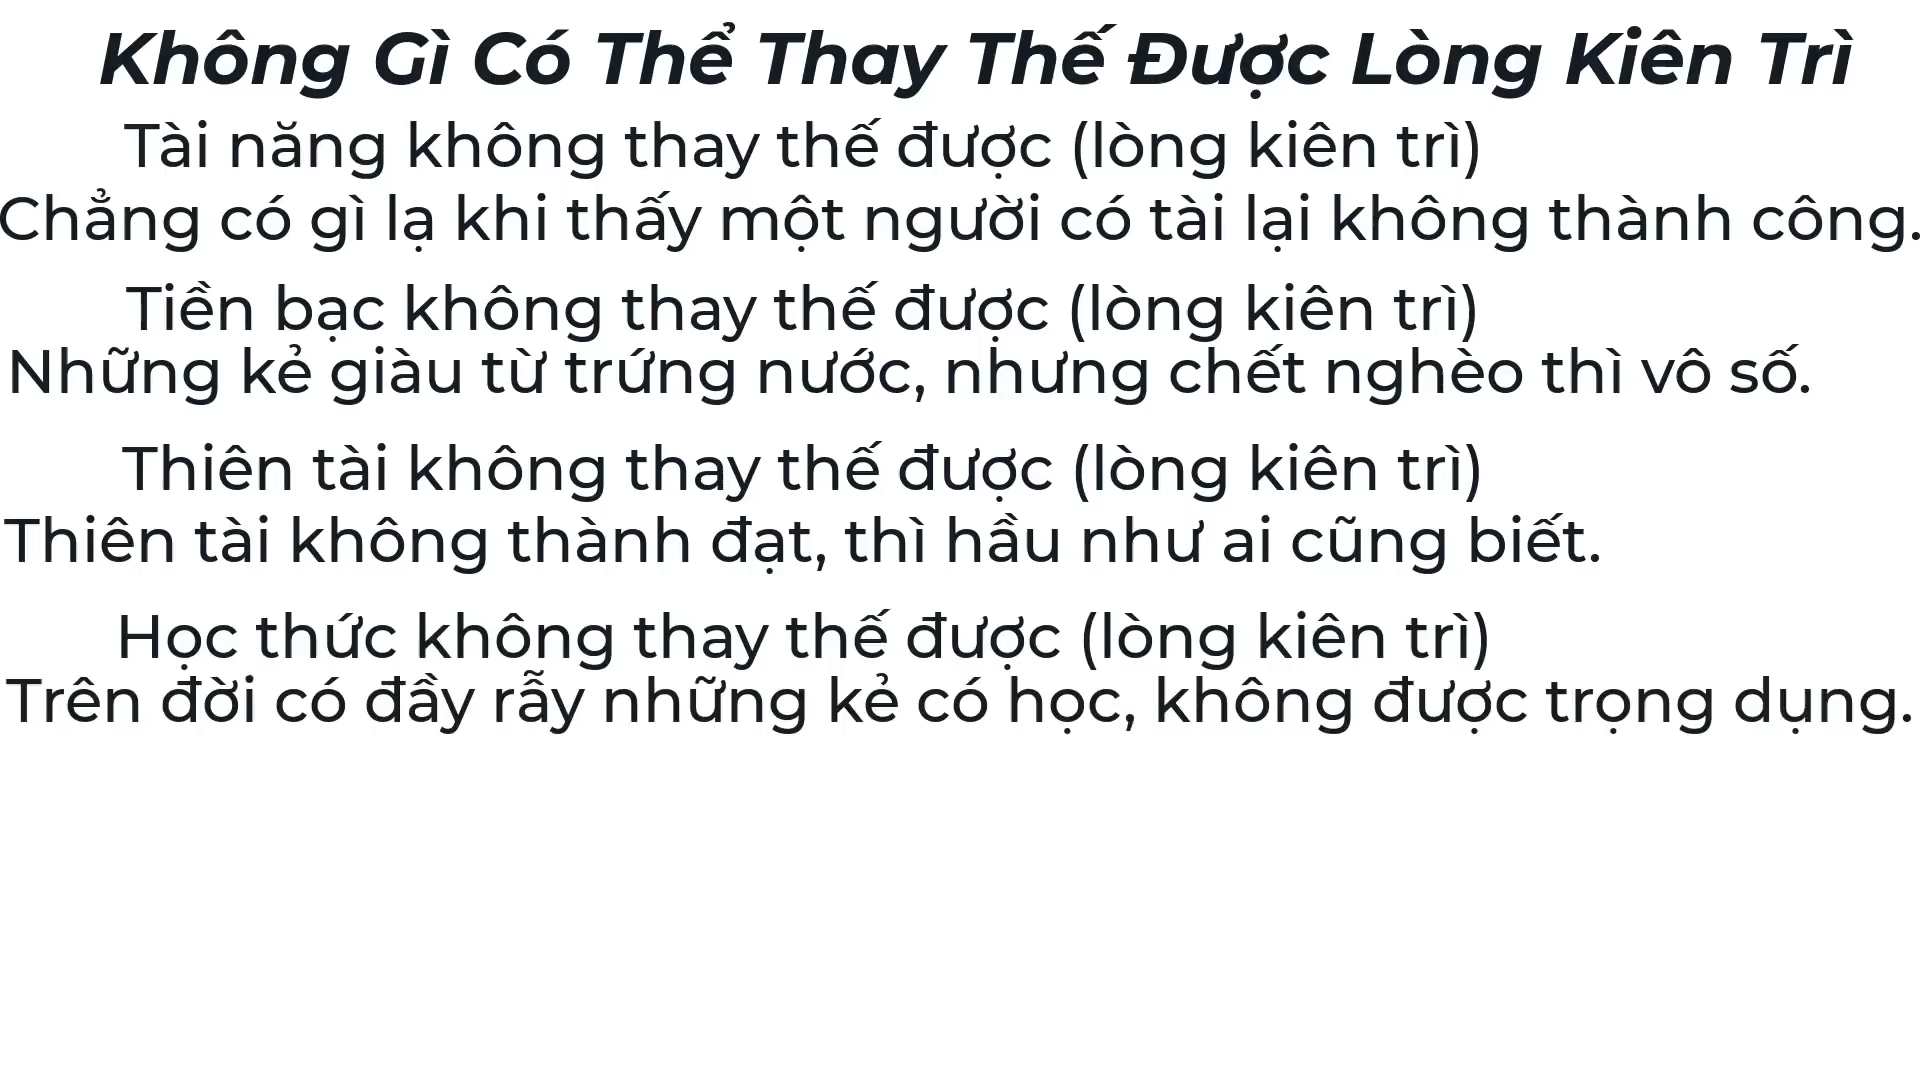 Không Gì Có Thể Thay Thế Được Lòng Kiên Trì
Tài năng không thay thế được (lòng kiên trì)
Chẳng có gì lạ khi thấy một người có tài lại không thành công.
Tiền bạc không thay thế được (lòng kiên trì)
Những kẻ giàu từ trứng nước, nhưng chết nghèo thì vô số.
Thiên tài không thay thế được (lòng kiên trì)
Thiên tài không thành đạt, thì hầu như ai cũng biết.
Học thức không thay thế được (lòng kiên trì)
Trên đời có đầy rẫy những kẻ có học, không được trọng dụng.